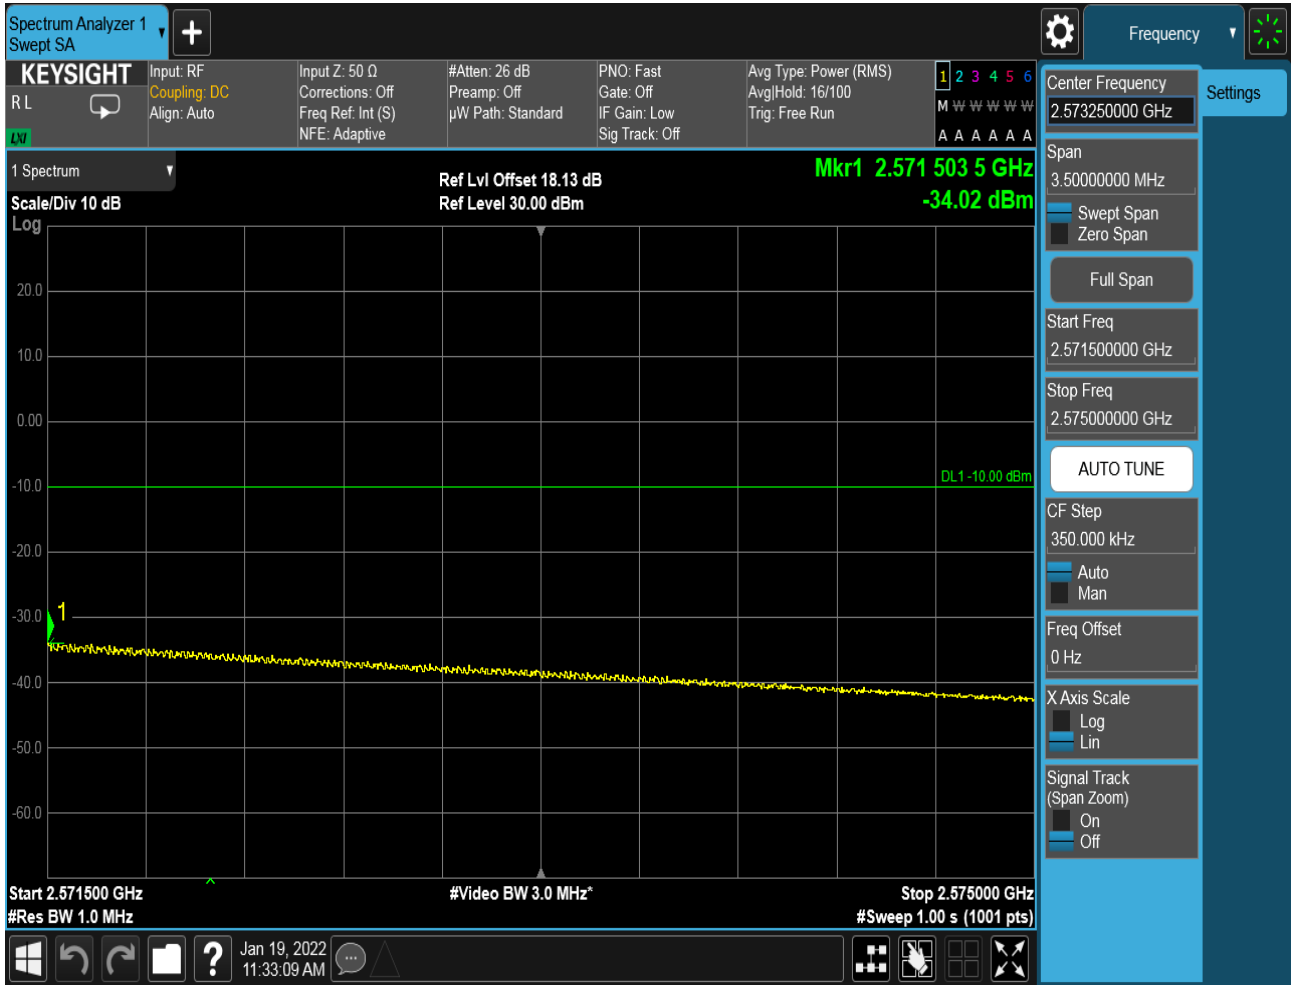 Spectrum Analyzer 1
Swept SA
Frequency
KEYSIGHT
R L
LXI
Input: RF
Coupling: DC
Align: Auto
Input Z: 50 Ω
Corrections: Off
Freq Ref: Int (S)
NFE: Adaptive
#Atten: 26 dB
Preamp: Off
µW Path: Standard
PNO: Fast
Gate: Off
IF Gain: Low
Sig Track: Off
Avg Type: Power (RMS)
Avg|Hold: 16/100
Trig: Free Run
1 2 3 4 5 6
M W W W W W
A A A A A A
1 Spectrum
Scale/Div 10 dB
Log
Ref Lvl Offset 18.13 dB
Ref Level 30.00 dBm
Mkr1 2.571 503 5 GHz
-34.02 dBm
20.0
10.0
0.00
-10.0
-20.0
-30.0
-40.0
-50.0
-60.0
DL1 -10.00 dBm
1
Start 2.571500 GHz
#Res BW 1.0 MHz
#Video BW 3.0 MHz*
Stop 2.575000 GHz
#Sweep 1.00 s (1001 pts)
Jan 19, 2022
11:33:09 AM
Center Frequency
2.573250000 GHz
Settings
Span
3.50000000 MHz
Swept Span
Zero Span
Full Span
Start Freq
2.571500000 GHz
Stop Freq
2.575000000 GHz
AUTO TUNE
CF Step
350.000 kHz
Auto
Man
Freq Offset
0 Hz
X Axis Scale
Log
Lin
Signal Track
(Span Zoom)
On
Off